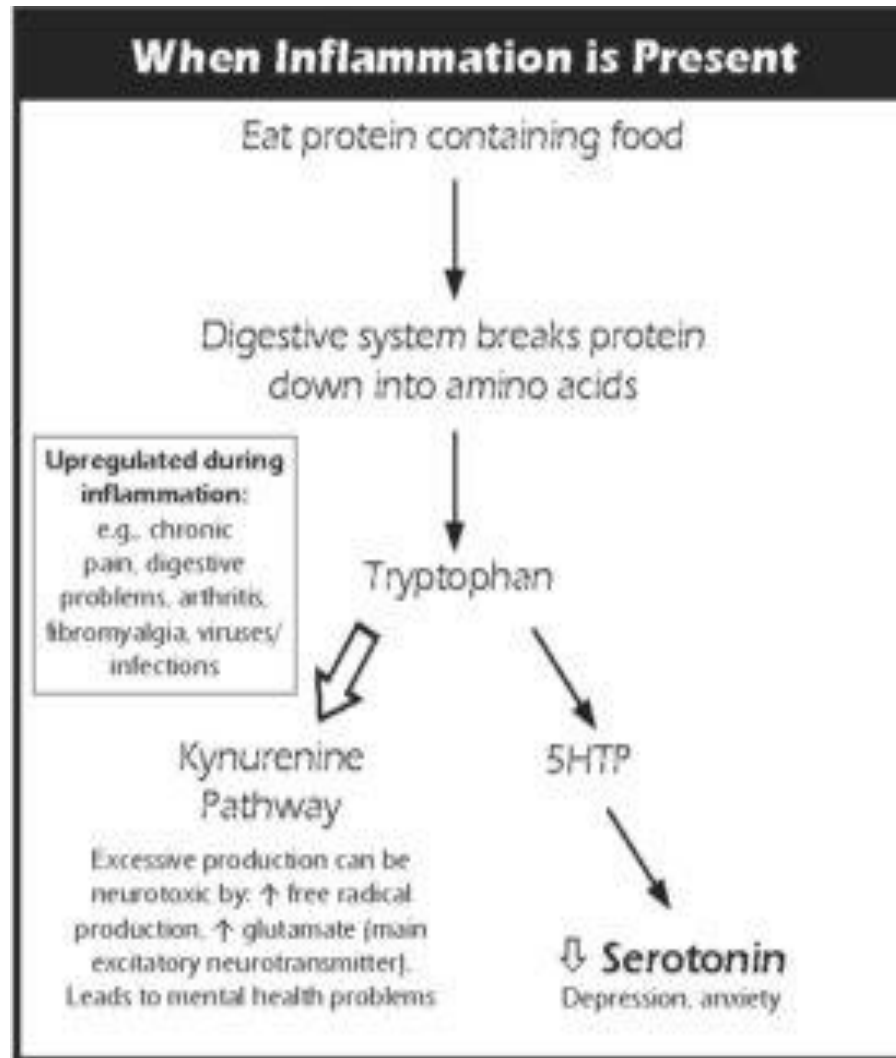 When Inflammation is Present
Eat protein containing food
Digestive system breaks protein
down into amino acids
Upregulated during
inflammation:
e.g., chronic
pain, digestive
problems, arthritis,
fibromyalgia, viruses/
infections
Tryptophan
Kynurenine
Pathway
5HTP
Excessive production can be
neurotoxic by: ↑ free radical
production, ↑ glutamate (main
excitatory neurotransmitter).
Leads to mental health problems
⇩ Serotonin
Depression, anxiety